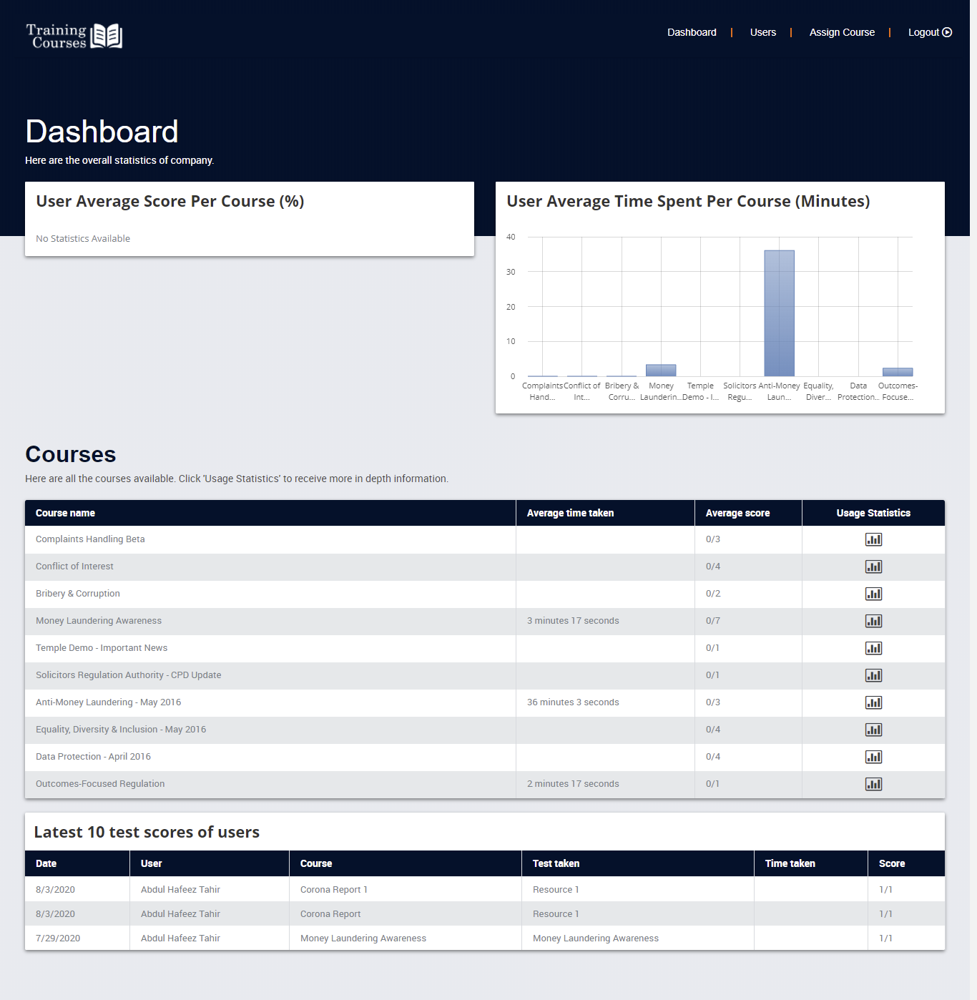 Training
Courses
Dashboard
Users
Assign Course
Logout
Dashboard
Here are the overall statistics of company.
User Average Score Per Course (%)
No Statistics Available
User Average Time Spent Per Course (Minutes)
40
30
20
10
0
Complaints Hand...
Conflict of Int...
Bribery & Corru...
Money Launderin...
Temple Demo - I...
Solicitors Regu...
Anti-Money Laun...
Equality, Diver...
Data Protection...
Outcomes-Focuse...
Courses
Here are all the courses available. Click 'Usage Statistics' to receive more in depth information.
Course name Average time taken Average score Usage Statistics
Complaints Handling Beta 0/3
Conflict of Interest 0/4
Bribery & Corruption 0/2
Money Laundering Awareness 3 minutes 17 seconds 0/7
Temple Demo - Important News 0/1
Solicitors Regulation Authority - CPD Update 0/1
Anti-Money Laundering - May 2016 36 minutes 3 seconds 0/3
Equality, Diversity & Inclusion - May 2016 0/4
Data Protection - April 2016 0/4
Outcomes-Focused Regulation 2 minutes 17 seconds 0/1
Latest 10 test scores of users
Date User Course Test taken Time taken Score
8/3/2020 Abdul Hafeez Tahir Corona Report 1 Resource 1 1/1
8/3/2020 Abdul Hafeez Tahir Corona Report Resource 1 1/1
7/29/2020 Abdul Hafeez Tahir Money Laundering Awareness Money Laundering Awareness 1/1